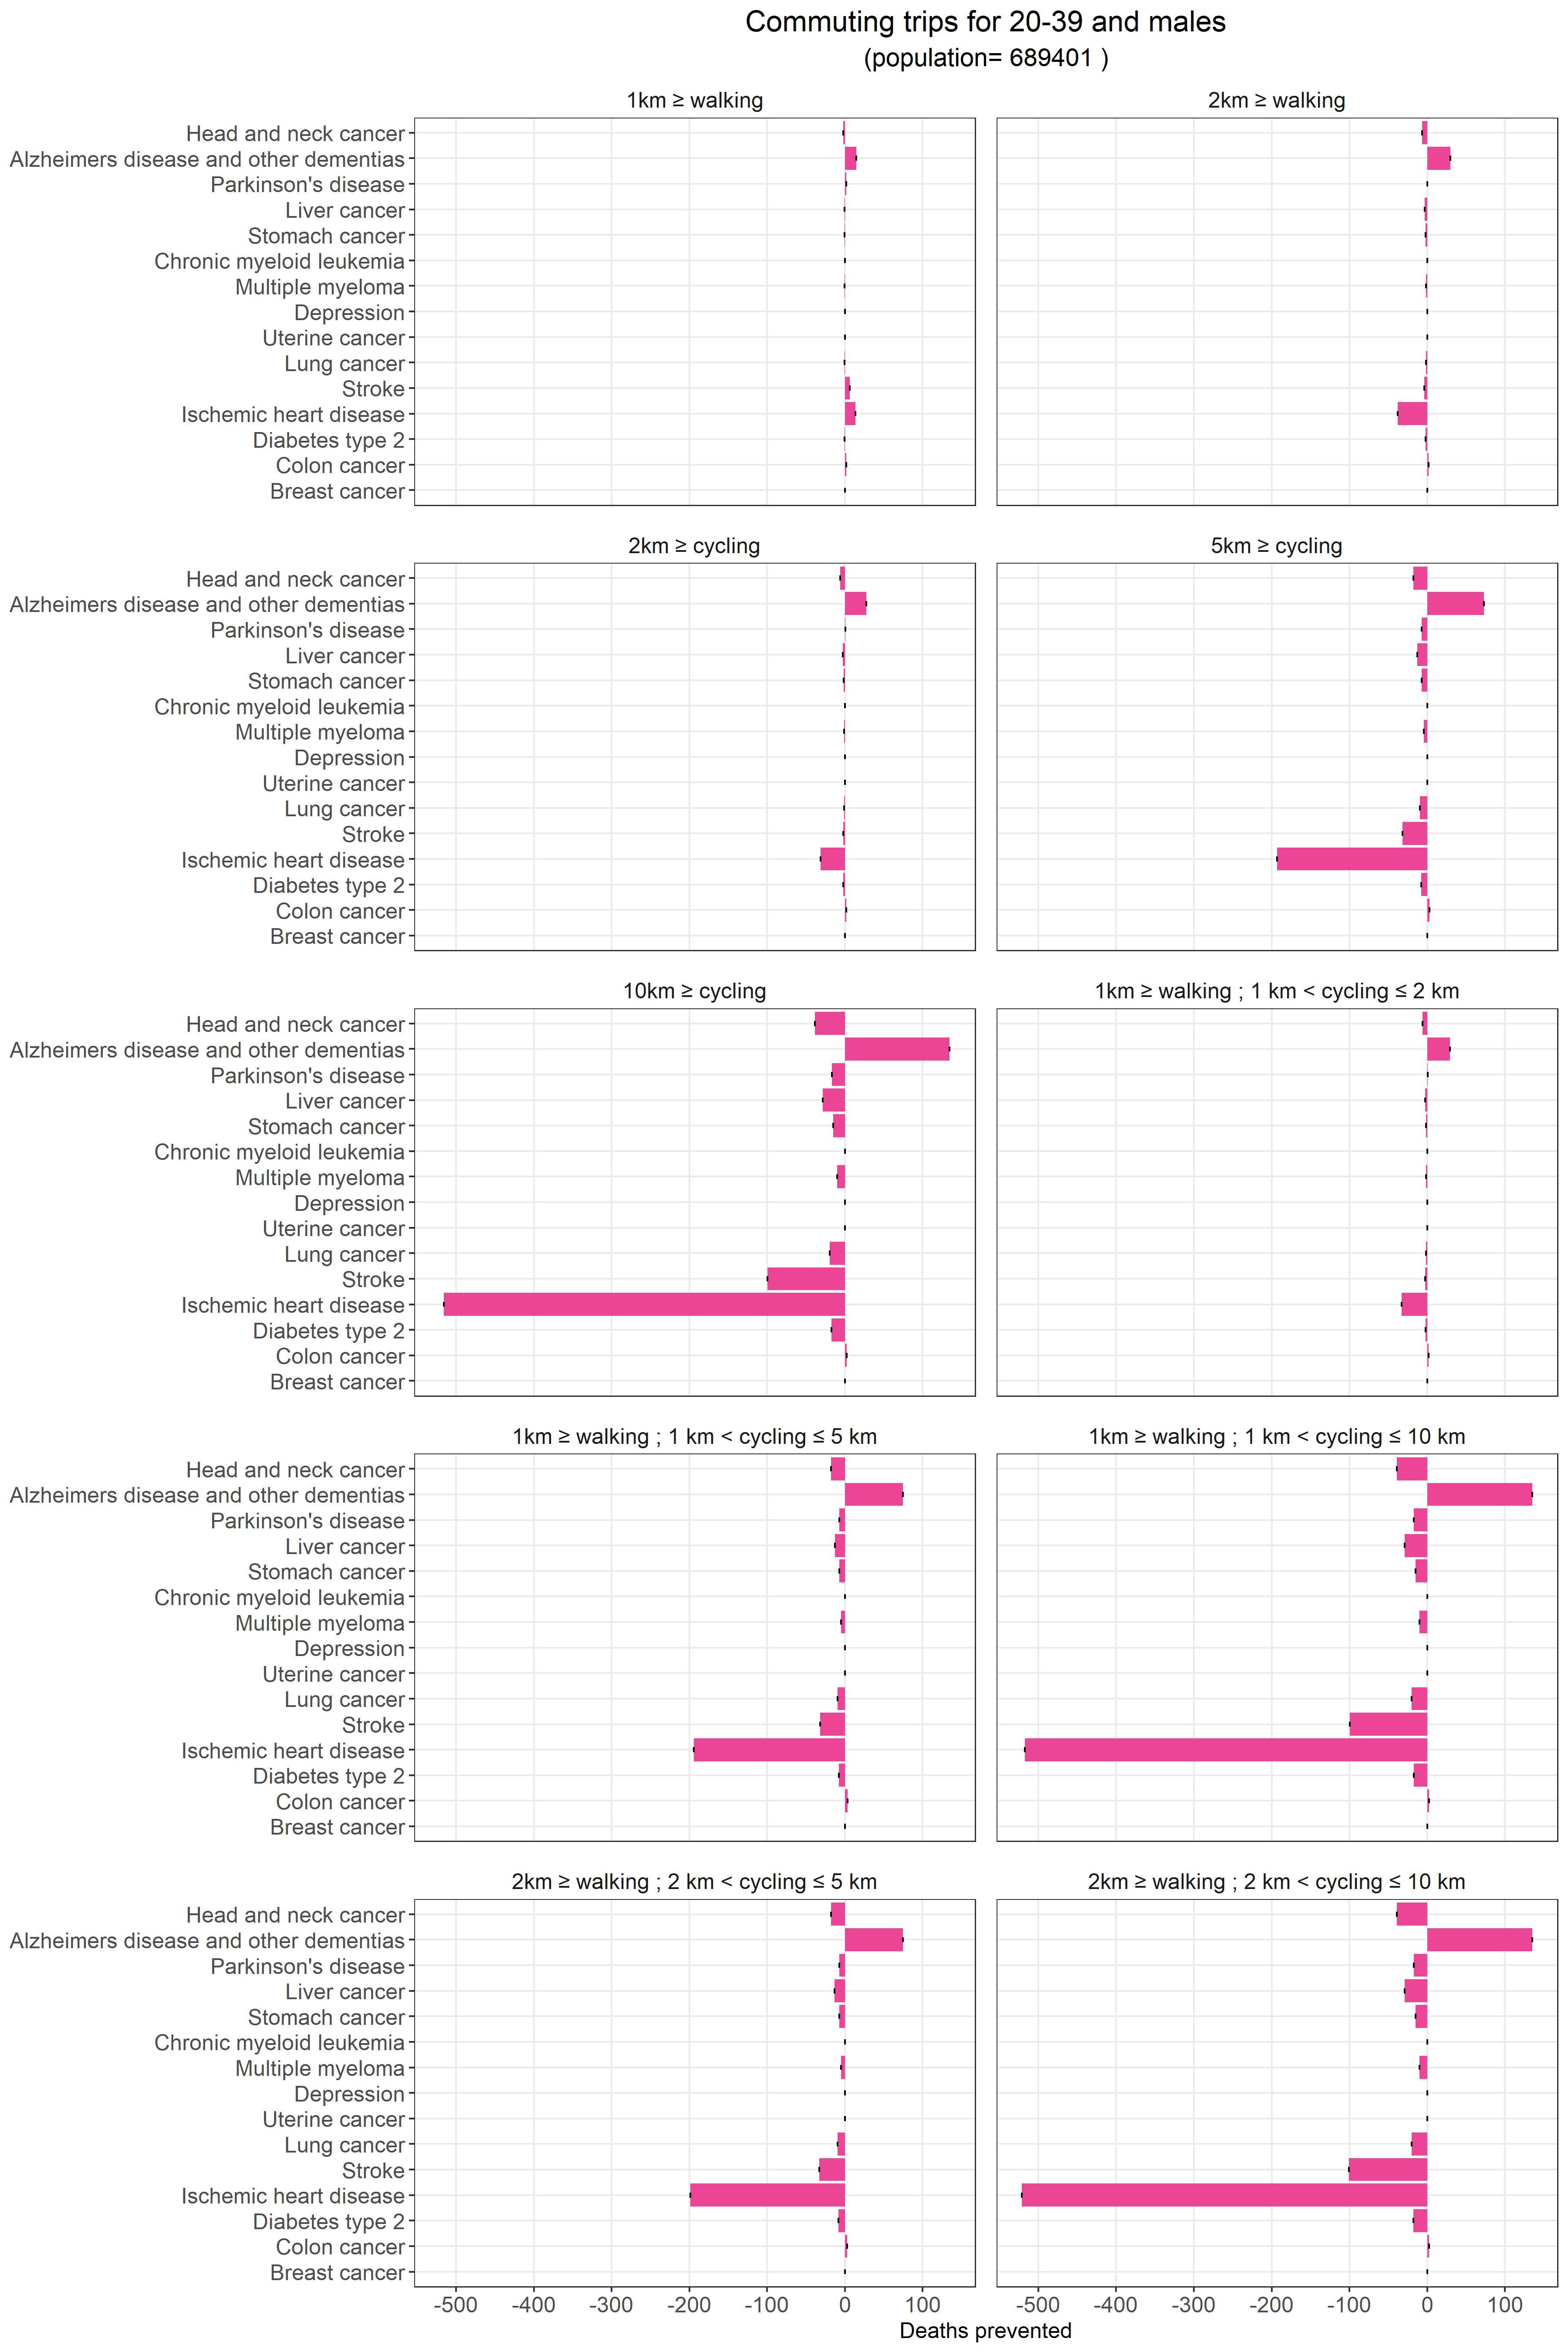 Commuting trips for 20-39 and males
(population= 689401 )
1km ≥ walking
2km ≥ walking
Head and neck cancer
Alzheimers disease and other dementias
Parkinson's disease
Liver cancer
Stomach cancer
Chronic myeloid leukemia
Multiple myeloma
Depression
Uterine cancer
Lung cancer
Stroke
Ischemic heart disease
Diabetes type 2
Colon cancer
Breast cancer
2km ≥ cycling
5km ≥ cycling
Head and neck cancer
Alzheimers disease and other dementias
Parkinson's disease
Liver cancer
Stomach cancer
Chronic myeloid leukemia
Multiple myeloma
Depression
Uterine cancer
Lung cancer
Stroke
Ischemic heart disease
Diabetes type 2
Colon cancer
Breast cancer
10km ≥ cycling
1km ≥ walking ; 1 km < cycling ≤ 2 km
Head and neck cancer
Alzheimers disease and other dementias
Parkinson's disease
Liver cancer
Stomach cancer
Chronic myeloid leukemia
Multiple myeloma
Depression
Uterine cancer
Lung cancer
Stroke
Ischemic heart disease
Diabetes type 2
Colon cancer
Breast cancer
1km ≥ walking ; 1 km < cycling ≤ 5 km
1km ≥ walking ; 1 km < cycling ≤ 10 km
Head and neck cancer
Alzheimers disease and other dementias
Parkinson's disease
Liver cancer
Stomach cancer
Chronic myeloid leukemia
Multiple myeloma
Depression
Uterine cancer
Lung cancer
Stroke
Ischemic heart disease
Diabetes type 2
Colon cancer
Breast cancer
2km ≥ walking ; 2 km < cycling ≤ 5 km
2km ≥ walking ; 2 km < cycling ≤ 10 km
Head and neck cancer
Alzheimers disease and other dementias
Parkinson's disease
Liver cancer
Stomach cancer
Chronic myeloid leukemia
Multiple myeloma
Depression
Uterine cancer
Lung cancer
Stroke
Ischemic heart disease
Diabetes type 2
Colon cancer
Breast cancer
-500 -400 -300 -200 -100 0 100
-500 -400 -300 -200 -100 0 100
Deaths prevented